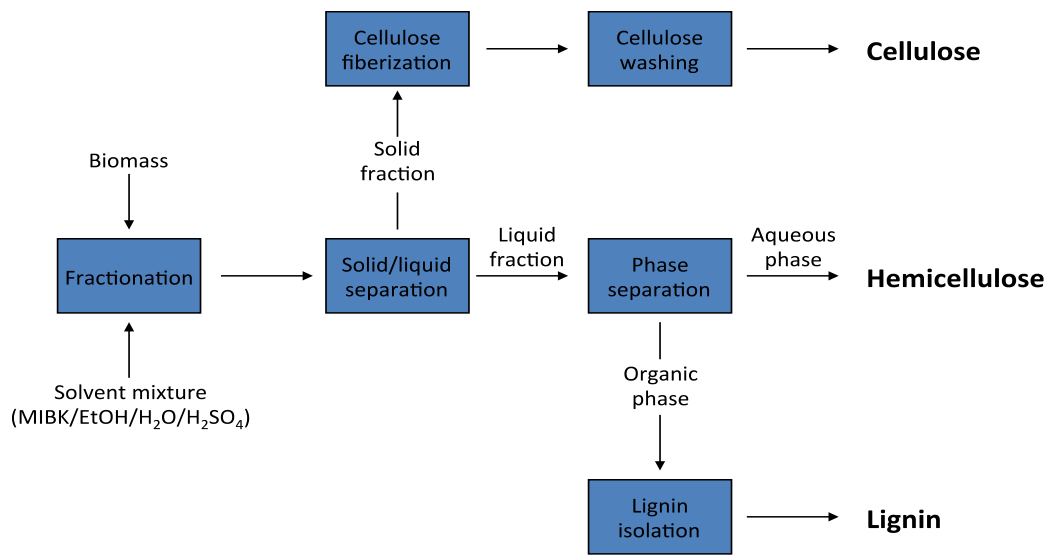 Cellulose
fiberization
Cellulose
washing
Cellulose
Solid
fraction
Biomass
Fractionation
Solid/liquid
separation
Liquid
fraction
Phase
separation
Aqueous
phase
Hemicellulose
Solvent mixture
(MIBK/EtOH/H₂O/H₂SO₄)
Organic
phase
Lignin
isolation
Lignin